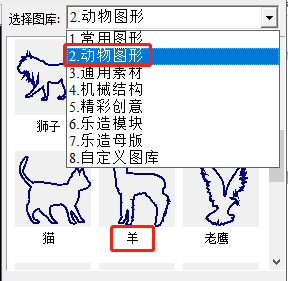 选择图库: 2.动物图形
1.常用图形
2.动物图形
3.通用素材
4.机械结构
5.精彩创意
6.乐造模块
7.乐造母版
8.自定义图库
狮子
猫
羊
老鹰